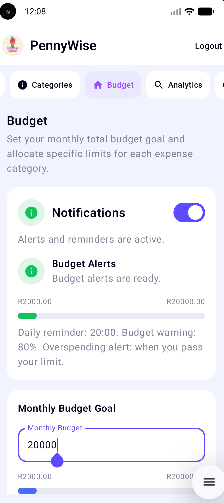 12:08
PennyWise
Logout
Categories
Budget
Analytics
Budget
Set your monthly total budget goal and
allocate specific limits for each expense
category.
Notifications
Alerts and reminders are active.
Budget Alerts
Budget alerts are ready.
R2000.00 R20000.00
Daily reminder: 20:00. Budget warning:
80%. Overspending alert: when you pass
your limit.
Monthly Budget Goal
Monthly Budget
20000
R2000.00 R20000.00